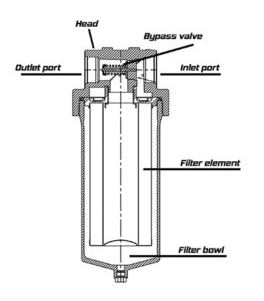 Head
Bypass valve
Outlet port
Inlet port
Filter element
Filter bowl